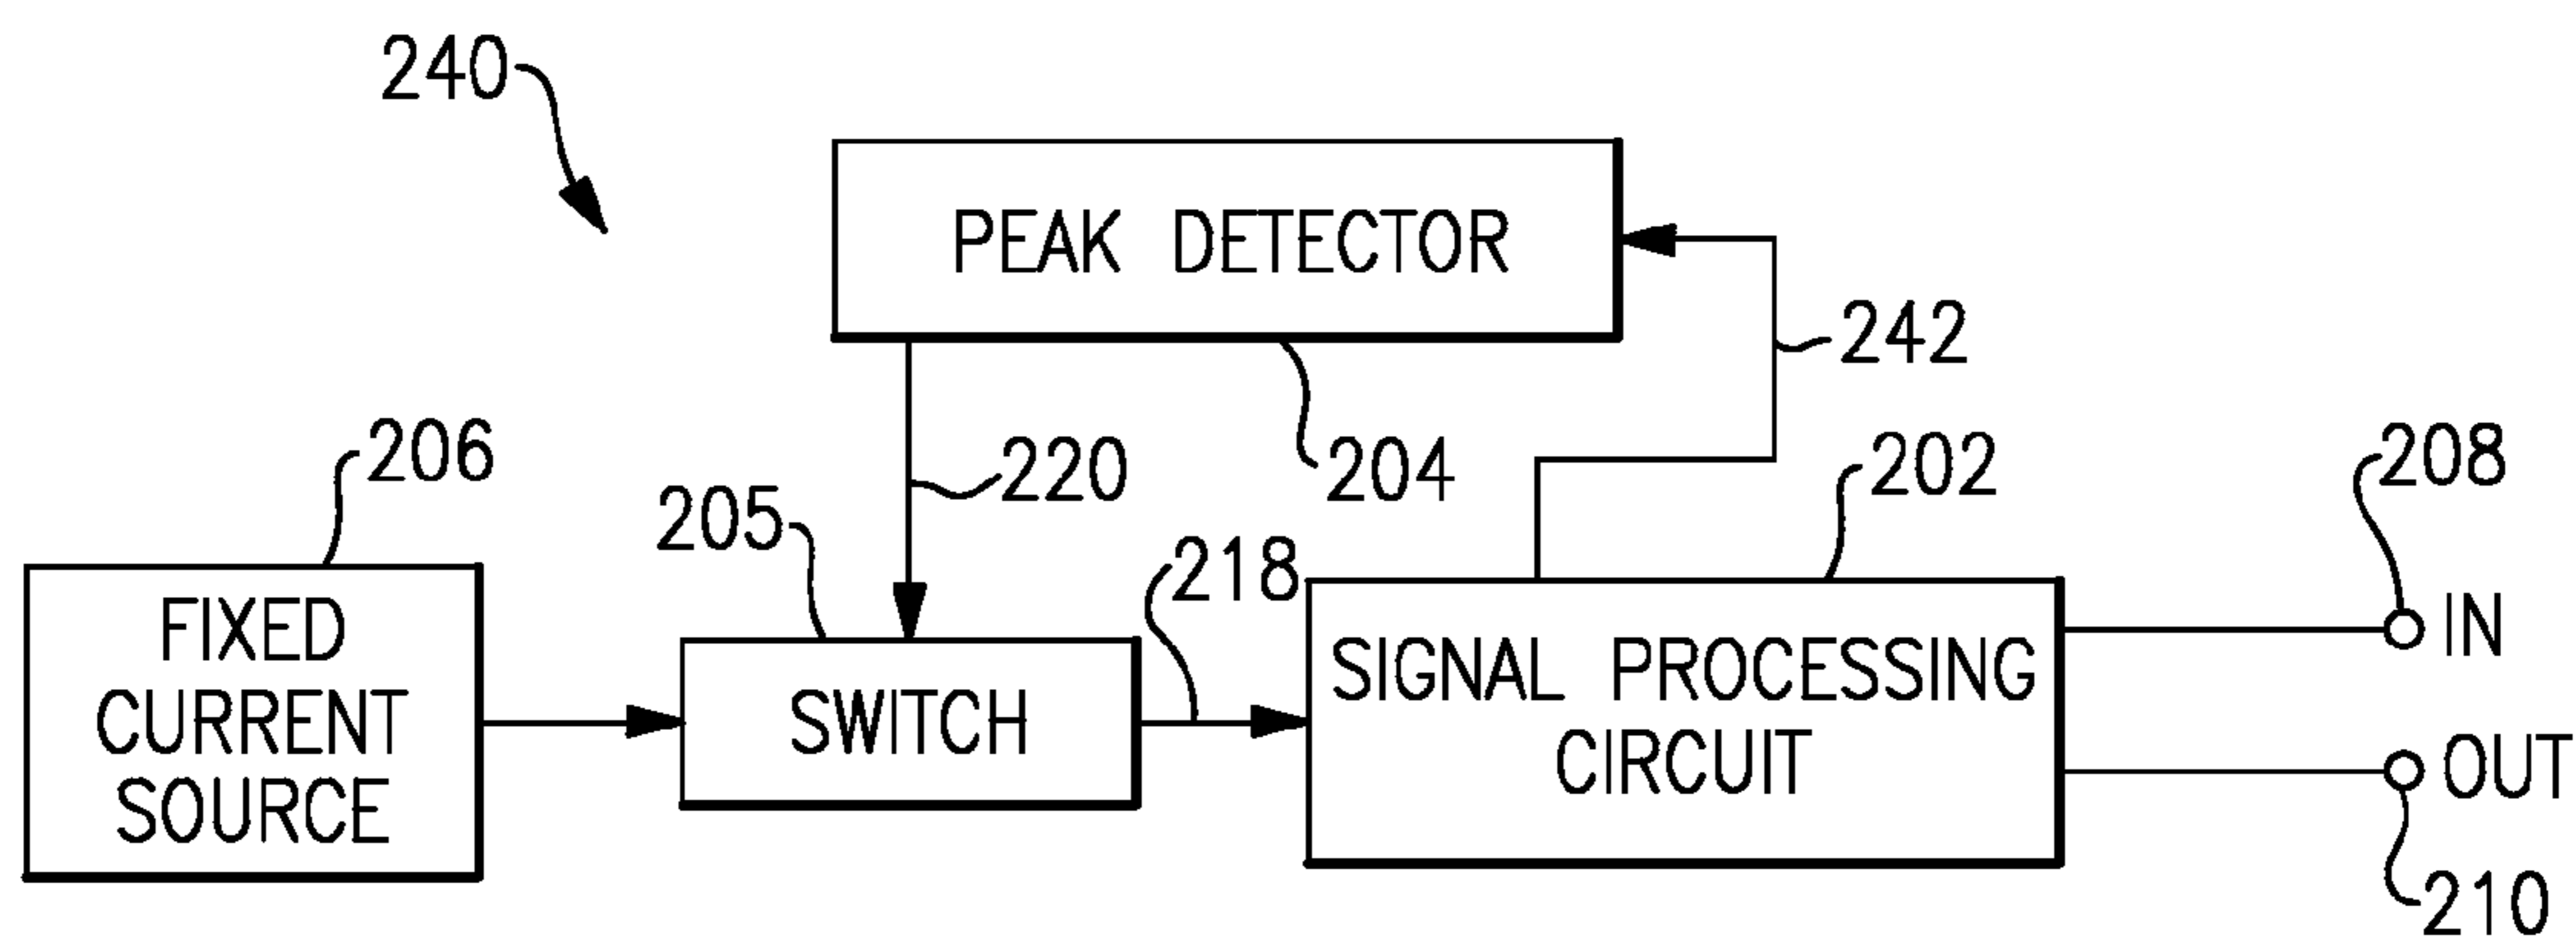 240
PEAK DETECTOR
242
206
220
204
202
208
205
218
FIXED
CURRENT
SOURCE
SWITCH
SIGNAL PROCESSING
CIRCUIT
IN
OUT
210